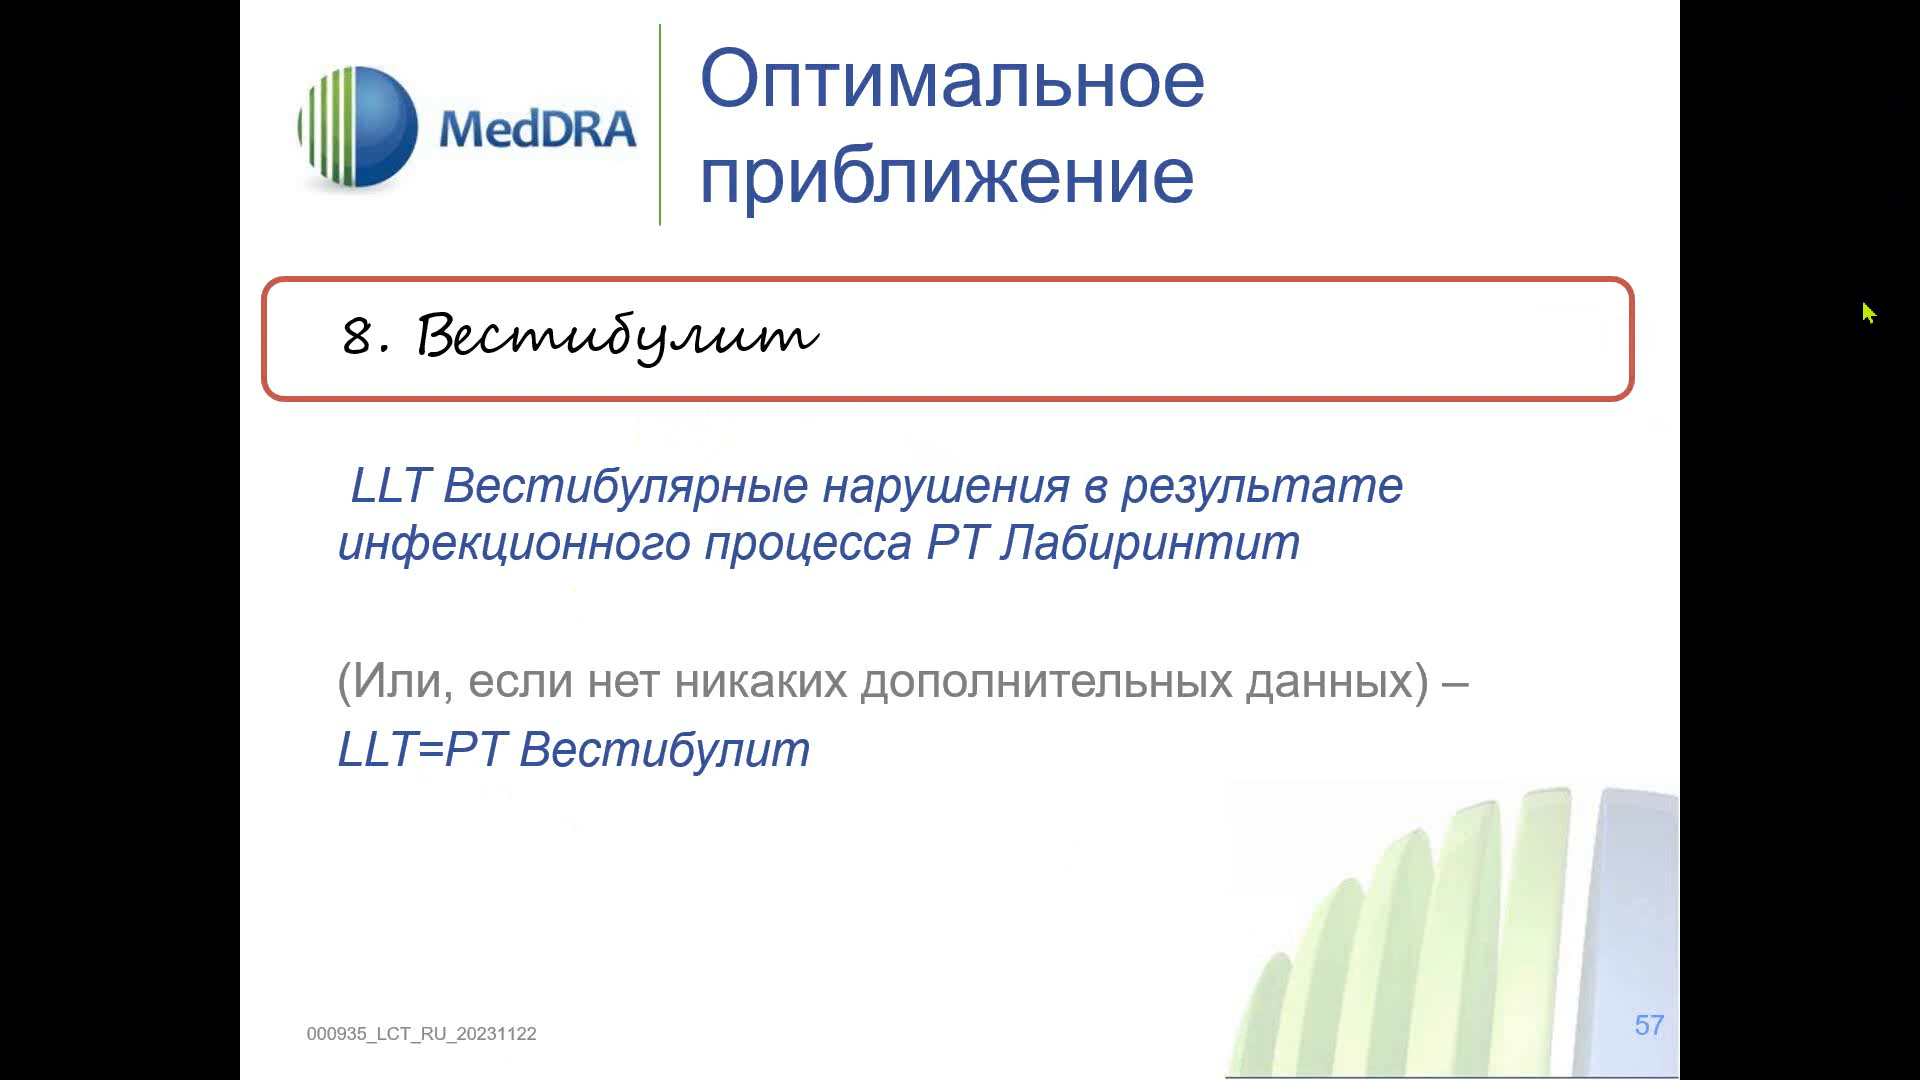 MedDRA
Оптимальное
приближение
8. Вестибулит
LLT Вестибулярные нарушения в результате
инфекционного процесса PT Лабиринтит
(Или, если нет никаких дополнительных данных) –
LLT=PT Вестибулит
000935_LCT_RU_20231122
57